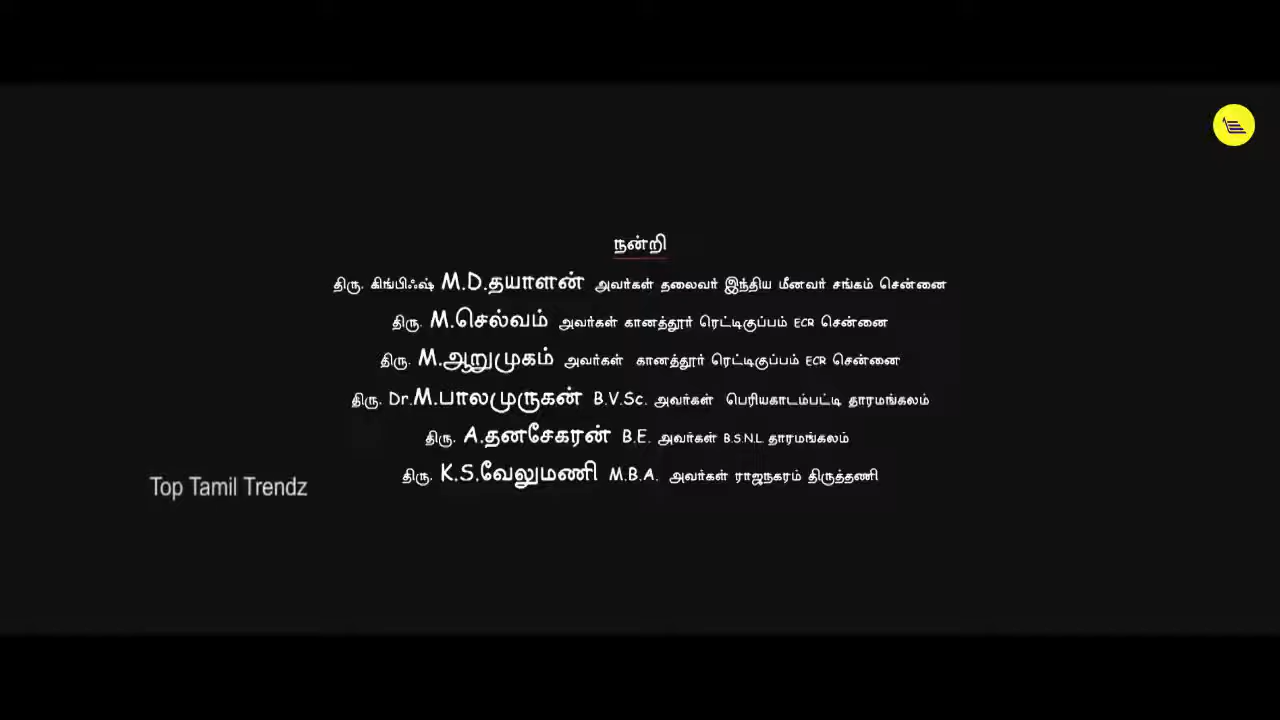 நன்றி
திரு. கிங்பிஃஷ் M.D.தயாளன் அவர்கள் தலைவர் இந்திய மீனவர் சங்கம் சென்னை
திரு. M.செல்வம் அவர்கள் கானத்தூர் ரெட்டிகுப்பம் ECR சென்னை
திரு. M.ஆறுமுகம் அவர்கள் கானத்தூர் ரெட்டிகுப்பம் ECR சென்னை
திரு. Dr.M.பாலமுருகன் B.V.Sc. அவர்கள் பெரியகாடம்பட்டி தாரமங்கலம்
திரு. A.தனசேகரன் B.E. அவர்கள் B.S.N.L தாரமங்கலம்
திரு. K.S.வேலுமணி M.B.A. அவர்கள் ராஜநகரம் திருத்தணி
Top Tamil Trendz